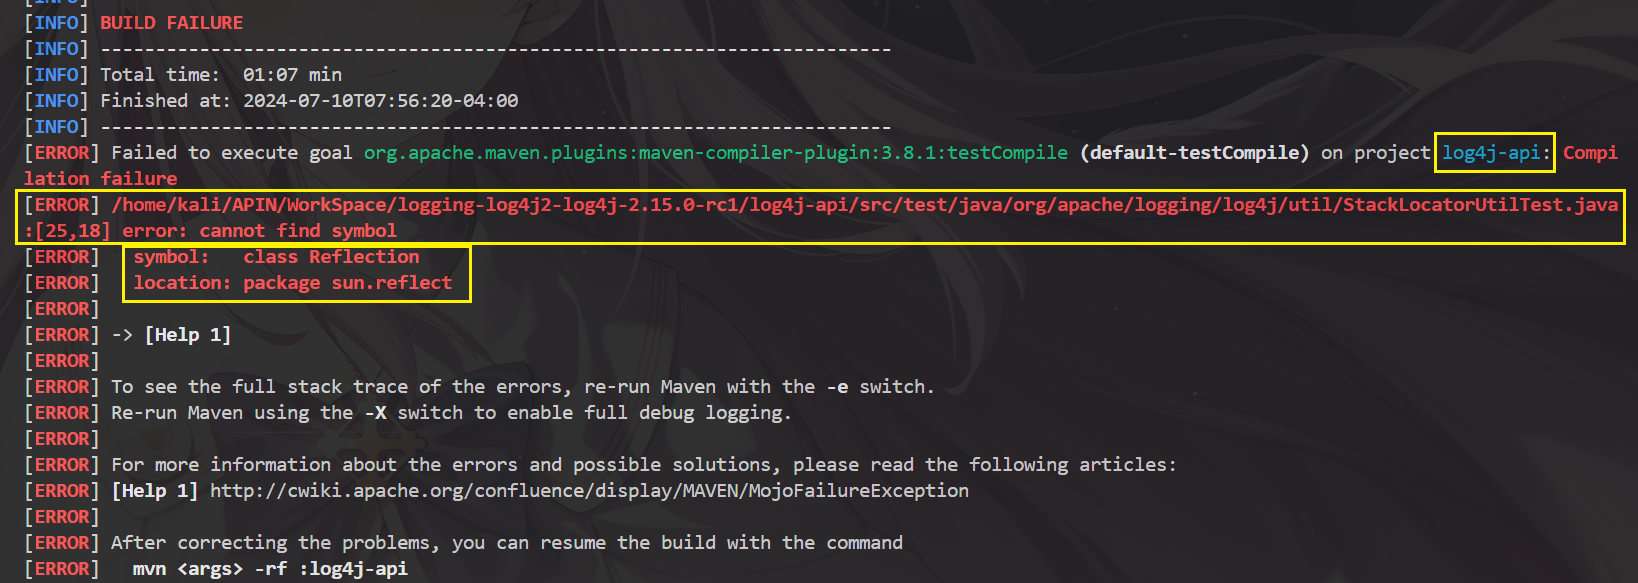 [INFO]
[INFO] BUILD FAILURE
[INFO] ------------------------------------------------------------------------
[INFO] Total time:  01:07 min
[INFO] Finished at: 2024-07-10T07:56:20-04:00
[INFO] ------------------------------------------------------------------------
[ERROR] Failed to execute goal org.apache.maven.plugins:maven-compiler-plugin:3.8.1:testCompile (default-testCompile) on project log4j-api: Compi
lation failure
[ERROR] /home/kali/APIN/WorkSpace/logging-log4j2-log4j-2.15.0-rc1/log4j-api/src/test/java/org/apache/logging/log4j/util/StackLocatorUtilTest.java
:[25,18] error: cannot find symbol
[ERROR]   symbol:   class Reflection
[ERROR]   location: package sun.reflect
[ERROR]
[ERROR] -> [Help 1]
[ERROR]
[ERROR] To see the full stack trace of the errors, re-run Maven with the -e switch.
[ERROR] Re-run Maven using the -X switch to enable full debug logging.
[ERROR]
[ERROR] For more information about the errors and possible solutions, please read the following articles:
[ERROR] [Help 1] http://cwiki.apache.org/confluence/display/MAVEN/MojoFailureException
[ERROR]
[ERROR] After correcting the problems, you can resume the build with the command
[ERROR]   mvn <args> -rf :log4j-api